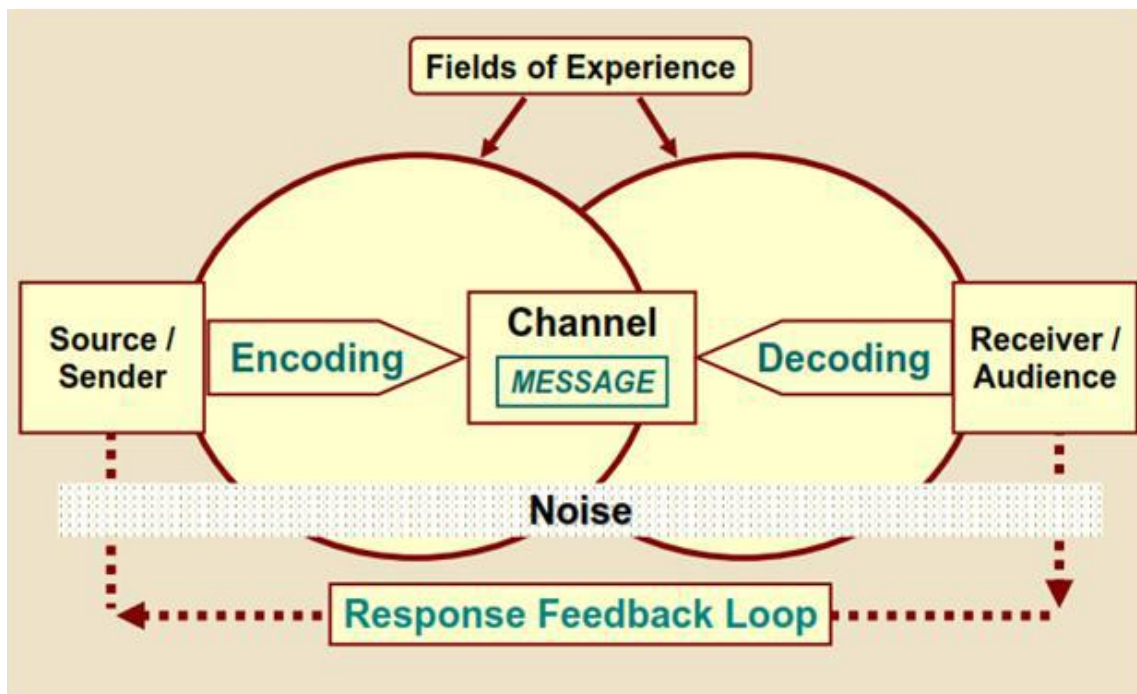 Fields of Experience
Source /
Sender
Encoding
Channel
MESSAGE
Decoding
Receiver /
Audience
Noise
Response Feedback Loop